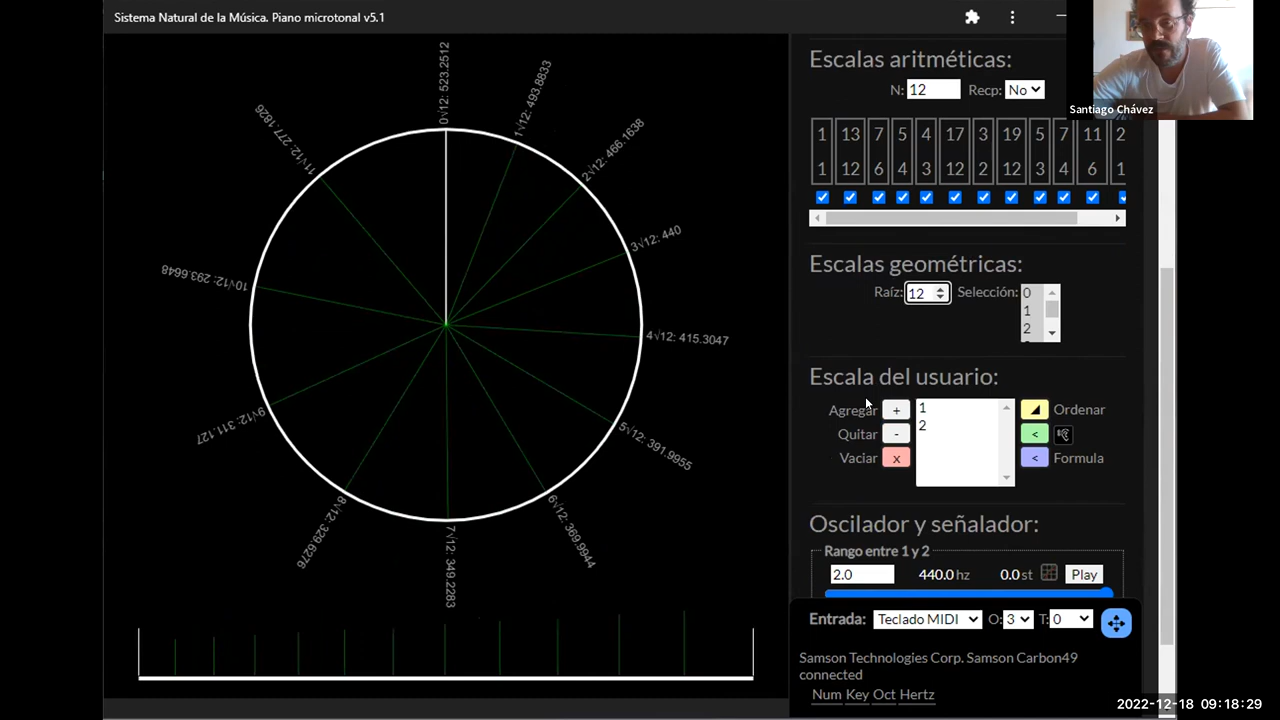 Sistema Natural de la Música. Piano microtonal v5.1
0√12: 523.2512
1√12: 493.8833
2√12: 466.1638
3√12: 440
4√12: 415.3047
5√12: 391.9955
6√12: 369.9944
7√12: 349.2283
8√12: 329.6276
9√12: 311.127
10√12: 293.6648
11√12: 277.1826
Escalas aritméticas:
N: 12 Recp: No
1 13 7 5 4 17 3 19 5 7 11 2
1 12 6 4 3 12 2 12 3 4 6 1
Escalas geométricas:
Raíz: 12 Selección: 0
1
2
Escala del usuario:
Agregar + 1 Ordenar
Quitar - 2 <
Vaciar x < Formula
Oscilador y señalador:
Rango entre 1 y 2
2.0 440.0 hz 0.0 st Play
Entrada: Teclado MIDI O: 3 T: 0
Samson Technologies Corp. Samson Carbon49
connected
Num Key Oct Hertz
Santiago Chávez
2022-12-18 09:18:29